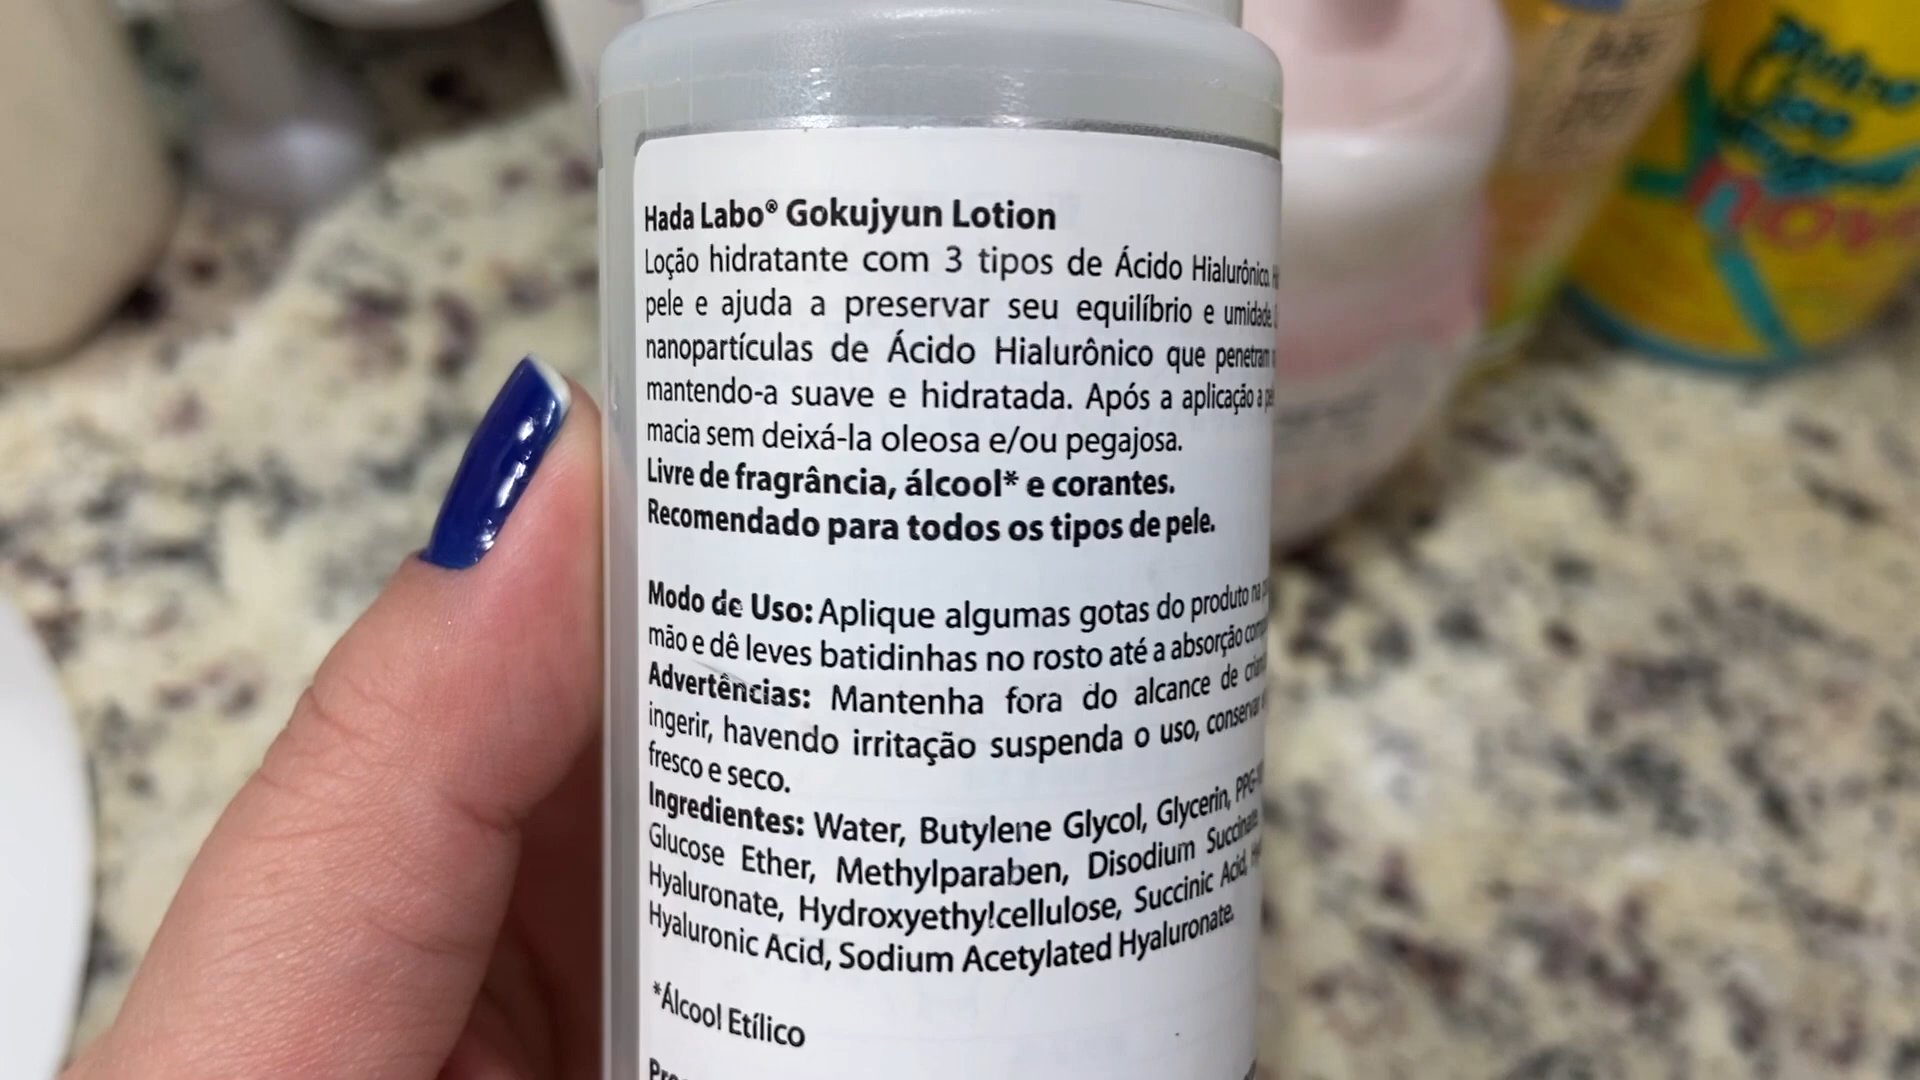 Hada Labo® Gokujyun Lotion
Loção hidratante com 3 tipos de Ácido Hialurônico.
pele e ajuda a preservar seu equilíbrio e umidade.
nanopartículas de Ácido Hialurônico que penetram
mantendo-a suave e hidratada. Após a aplicação a
macia sem deixá-la oleosa e/ou pegajosa.
Livre de fragrância, álcool* e corantes.
Recomendado para todos os tipos de pele.
Modo de Uso: Aplique algumas gotas do produto na
mão e dê leves batidinhas no rosto até a absorção
Advertências: Mantenha fora do alcance de
ingerir, havendo irritação suspenda o uso,
fresco e seco.
Ingredientes: Water, Butylene Glycol, Glycerin,
Glucose Ether, Methylparaben, Disodium Succinate
Hyaluronate, Hydroxyethylcellulose, Succinic Acid,
Hyaluronic Acid, Sodium Acetylated Hyaluronate.
*Álcool Etílico